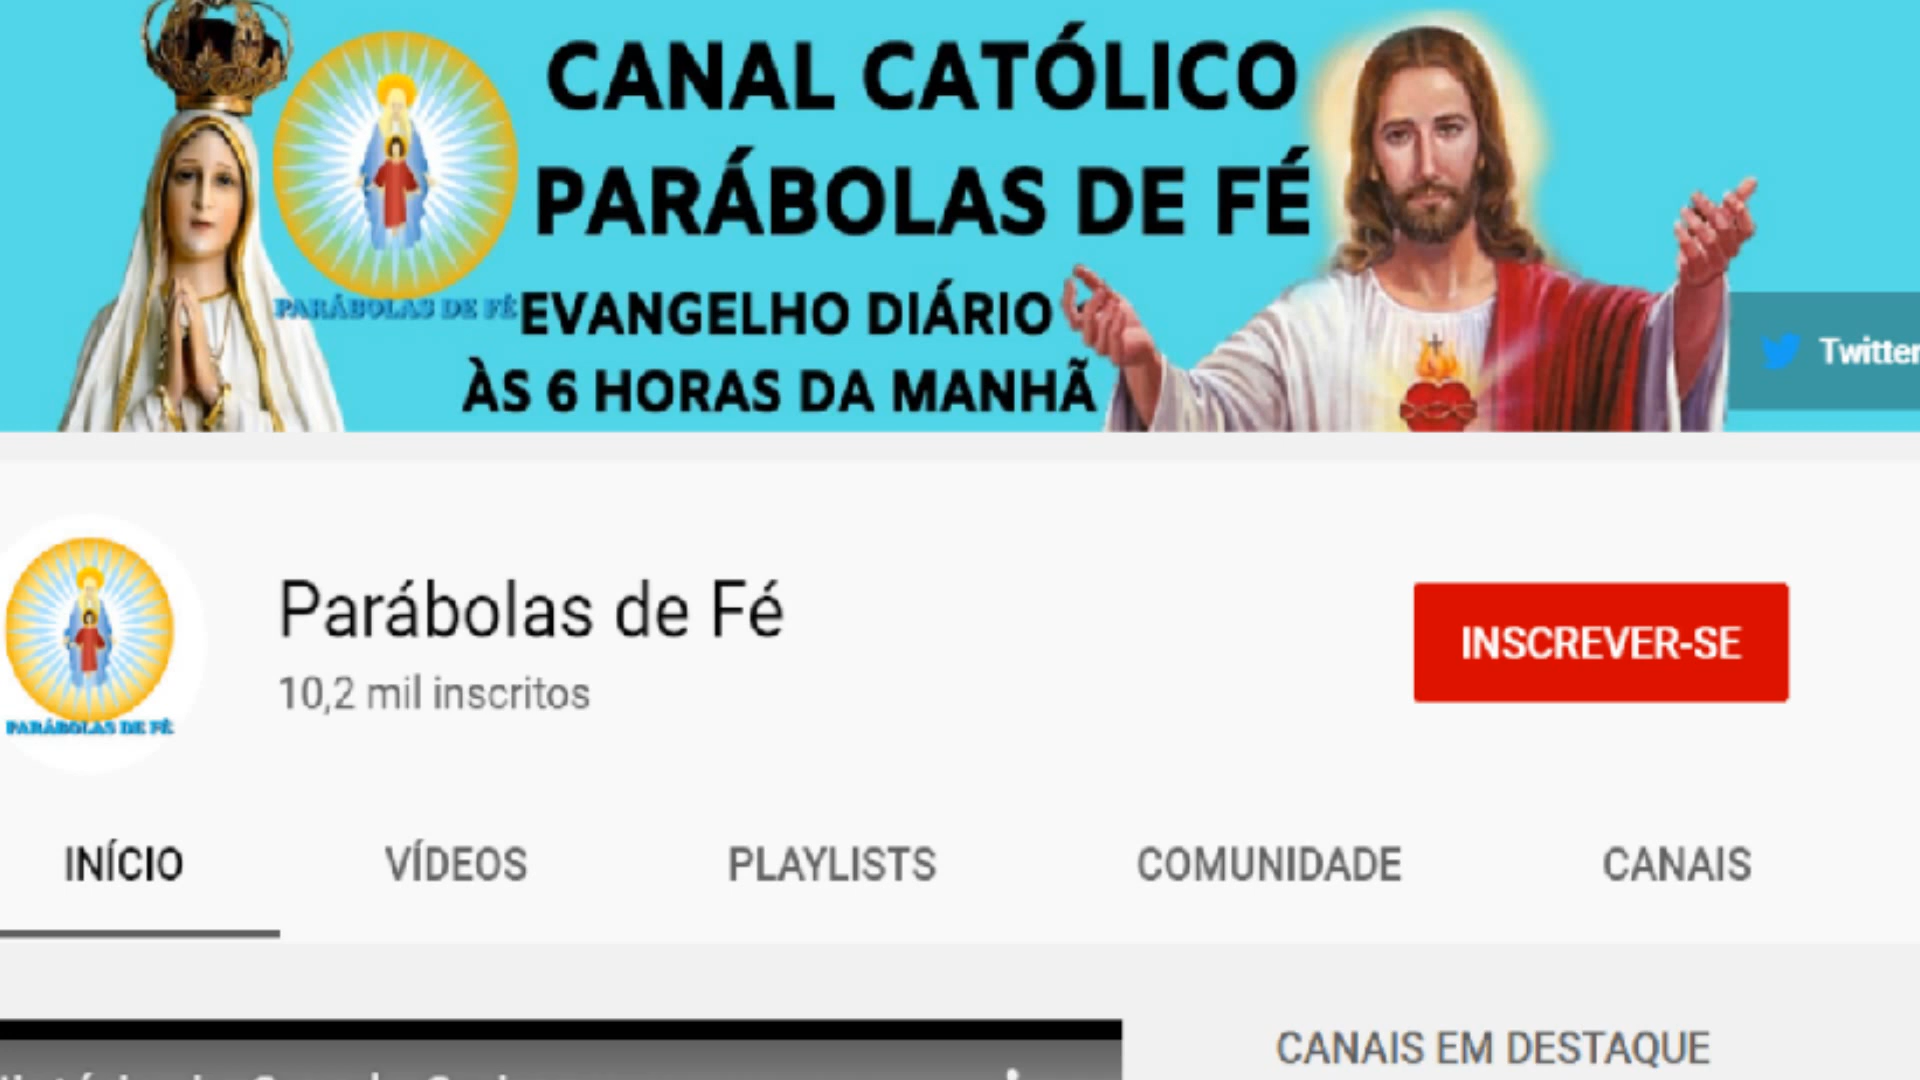 CANAL CATÓLICO
PARÁBOLAS DE FÉ
PARÁBOLAS DE FÉ
EVANGELHO DIÁRIO
ÀS 6 HORAS DA MANHÃ
Twitter
Parábolas de Fé
10,2 mil inscritos
INSCREVER-SE
PARÁBOLAS DE FÉ
INÍCIO VÍDEOS PLAYLISTS COMUNIDADE CANAIS
CANAIS EM DESTAQUE